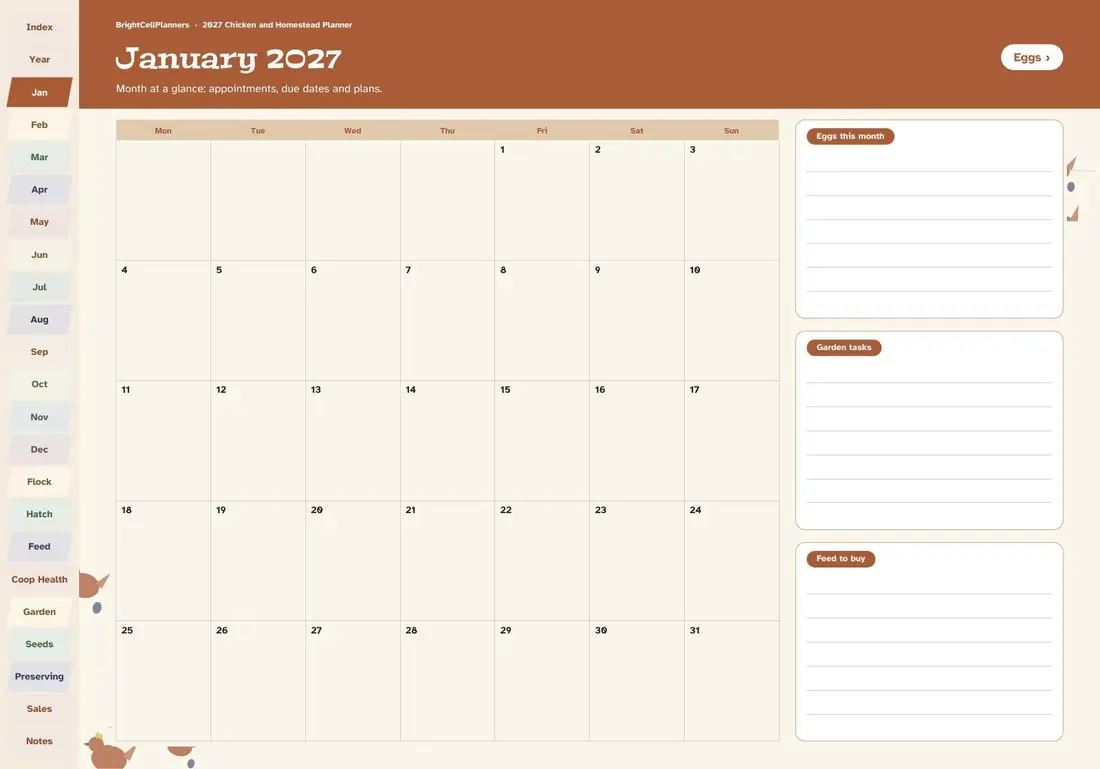 Index
Year
Jan
Feb
Mar
Apr
May
Jun
Jul
Aug
Sep
Oct
Nov
Dec
Flock
Hatch
Feed
Coop Health
Garden
Seeds
Preserving
Sales
Notes
BrightCellPlanners · 2027 Chicken and Homestead Planner
January 2027
Month at a glance: appointments, due dates and plans.
Eggs ›
Mon Tue Wed Thu Fri Sat Sun
1 2 3
4 5 6 7 8 9 10
11 12 13 14 15 16 17
18 19 20 21 22 23 24
25 26 27 28 29 30 31
Eggs this month
Garden tasks
Feed to buy